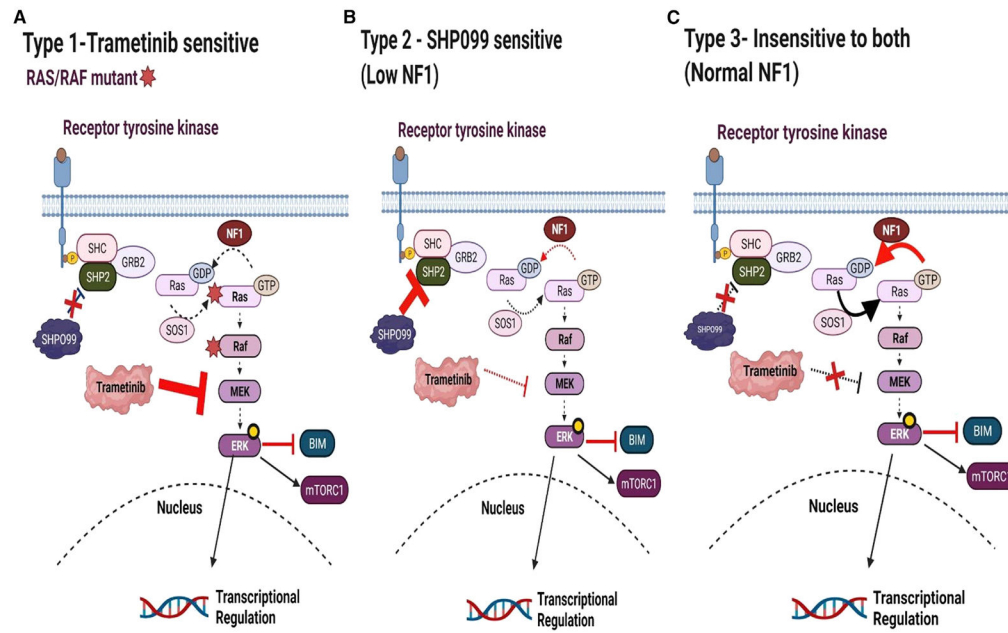 A
Type 1-Trametinib sensitive
RAS/RAF mutant
Receptor tyrosine kinase
P
SHC
GRB2
SHP2
SHP099
NF1
GDP
Ras
GTP
Ras
SOS1
Raf
Trametinib
MEK
ERK
BIM
mTORC1
Nucleus
Transcriptional
Regulation
B
Type 2 - SHP099 sensitive
(Low NF1)
Receptor tyrosine kinase
P
SHC
GRB2
SHP2
SHP099
NF1
GDP
Ras
GTP
Ras
SOS1
Raf
Trametinib
MEK
ERK
BIM
mTORC1
Nucleus
Transcriptional
Regulation
C
Type 3- Insensitive to both
(Normal NF1)
Receptor tyrosine kinase
P
SHC
GRB2
SHP2
SHP099
NF1
GDP
Ras
GTP
Ras
SOS1
Raf
Trametinib
MEK
ERK
BIM
mTORC1
Nucleus
Transcriptional
Regulation